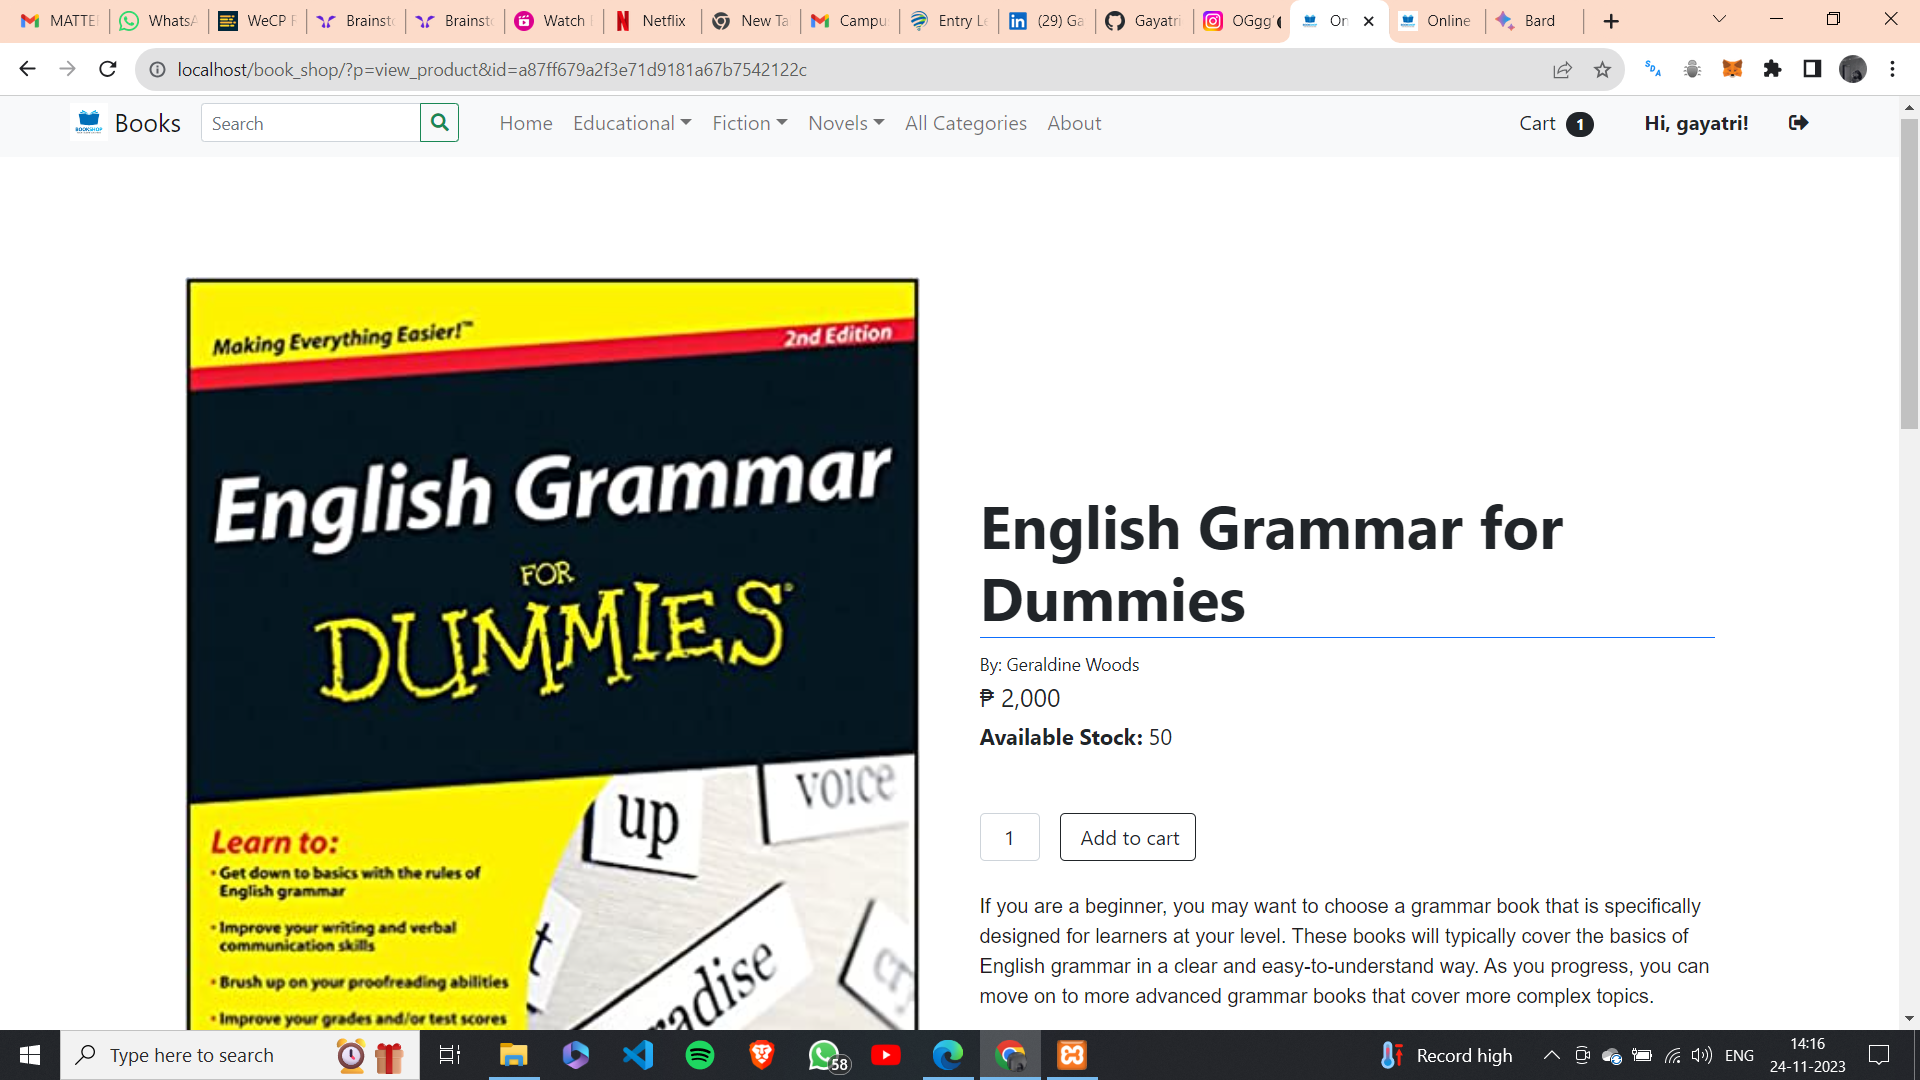 MATTE
WhatsA
WeCP F
Brainsto
Brainsto
Watch
Netflix
New Ta
Campu
Entry Le
(29) Ga
Gayatri
OGgg
On
Online
Bard
localhost/book_shop/?p=view_product&id=a87ff679a2f3e71d9181a67b7542122c
BOOKSHOP
Books
Search
Home
Educational
Fiction
Novels
All Categories
About
Cart 1
Hi, gayatri!
Making Everything Easier!™
2nd Edition
English Grammar
FOR
DUMMIES®
Learn to:
• Get down to basics with the rules of
English grammar
• Improve your writing and verbal
communication skills
• Brush up on your proofreading abilities
• Improve your grades and/or test scores
up
voice
t
radise
cry
English Grammar for
Dummies
By: Geraldine Woods
₱ 2,000
Available Stock: 50
1
Add to cart
If you are a beginner, you may want to choose a grammar book that is specifically
designed for learners at your level. These books will typically cover the basics of
English grammar in a clear and easy-to-understand way. As you progress, you can
move on to more advanced grammar books that cover more complex topics.
Type here to search
58
Record high
ENG
14:16
24-11-2023